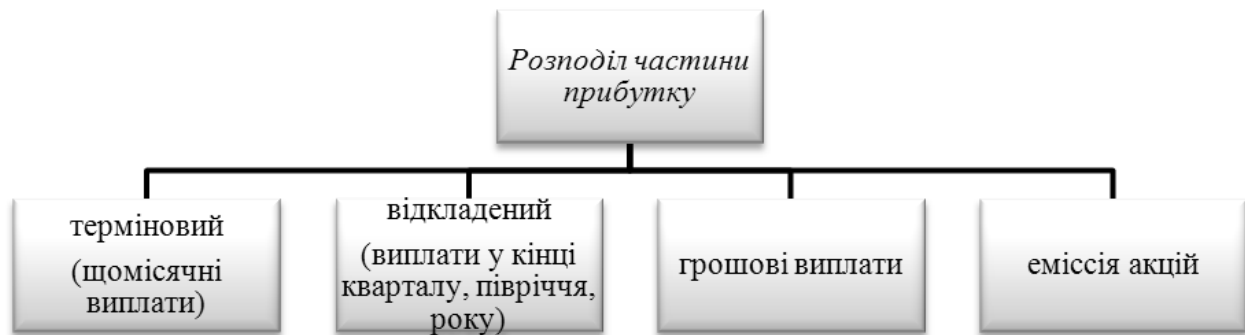 Розподіл частини
прибутку
терміновий
(щомісячні
виплати)
відкладений
(виплати у кінці
кварталу, півріччя,
року)
грошові виплати
еміссія акцій